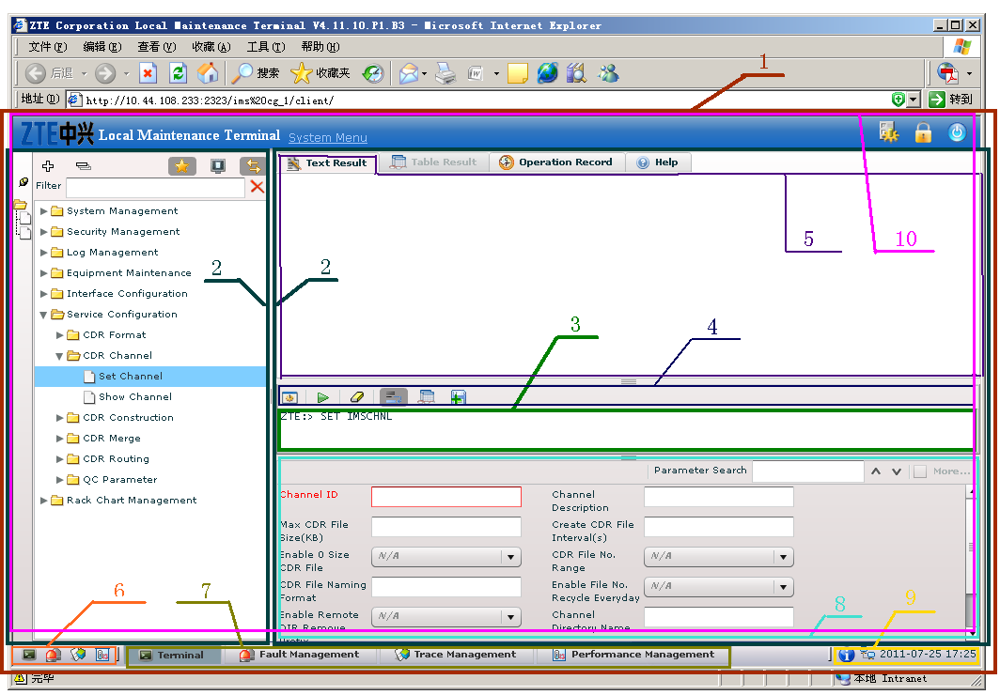 ZTE Corporation Local Maintenance Terminal V4.11.10.P1.B3 - Microsoft Internet Explorer
文件(F) 编辑(E) 查看(V) 收藏(A) 工具(T) 帮助(H)
后退 搜索 收藏夹
1
地址(D) http://10.44.108.233:2323/ims%20cg_1/client/ 转到
ZTE中兴 Local Maintenance Terminal System Menu
Text Result Table Result Operation Record Help
Filter
System Management
Security Management
Log Management
Equipment Maintenance
Interface Configuration
Service Configuration
CDR Format
CDR Channel
Set Channel
Show Channel
CDR Construction
CDR Merge
CDR Routing
QC Parameter
Rack Chart Management
5
10
2
2
3
4
ZTE:> SET IMSCHNL
Parameter Search More...
Channel ID
Channel Description
Max CDR File Size(KB)
Create CDR File Interval(s)
Enable 0 Size CDR File N/A
CDR File No. Range N/A
CDR File Naming Format
Enable File No. Recycle Everyday N/A
Enable Remote DIR Remove Prefix N/A
Channel Directory Name
6
7
8
9
Terminal Fault Management Trace Management Performance Management 2011-07-25 17:25
完毕 本地 Intranet